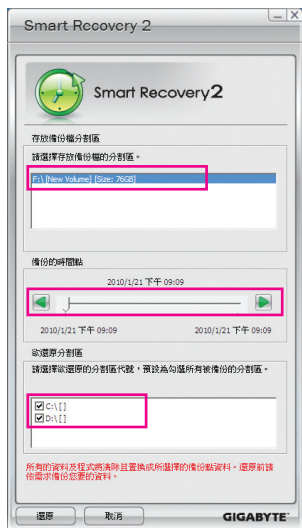 Smart Recovery 2
Smart Recovery2
存放備份檔分割區
請選擇存放備份檔的分割區。
F:\ [New Volume] [Size: 76GB]
備份的時間點
2010/1/21 下午 09:09
2010/1/21 下午 09:09
2010/1/21 下午 09:09
欲還原分割區
請選擇欲還原的分割區代號，預設為勾選所有被備份的分割區。
C:\ [ ]
D:\ [ ]
所有的資料及程式將清除且置換成所選擇的備份點資料。還原前請
依需求備份您要的資料。
還原
取消
GIGABYTE™